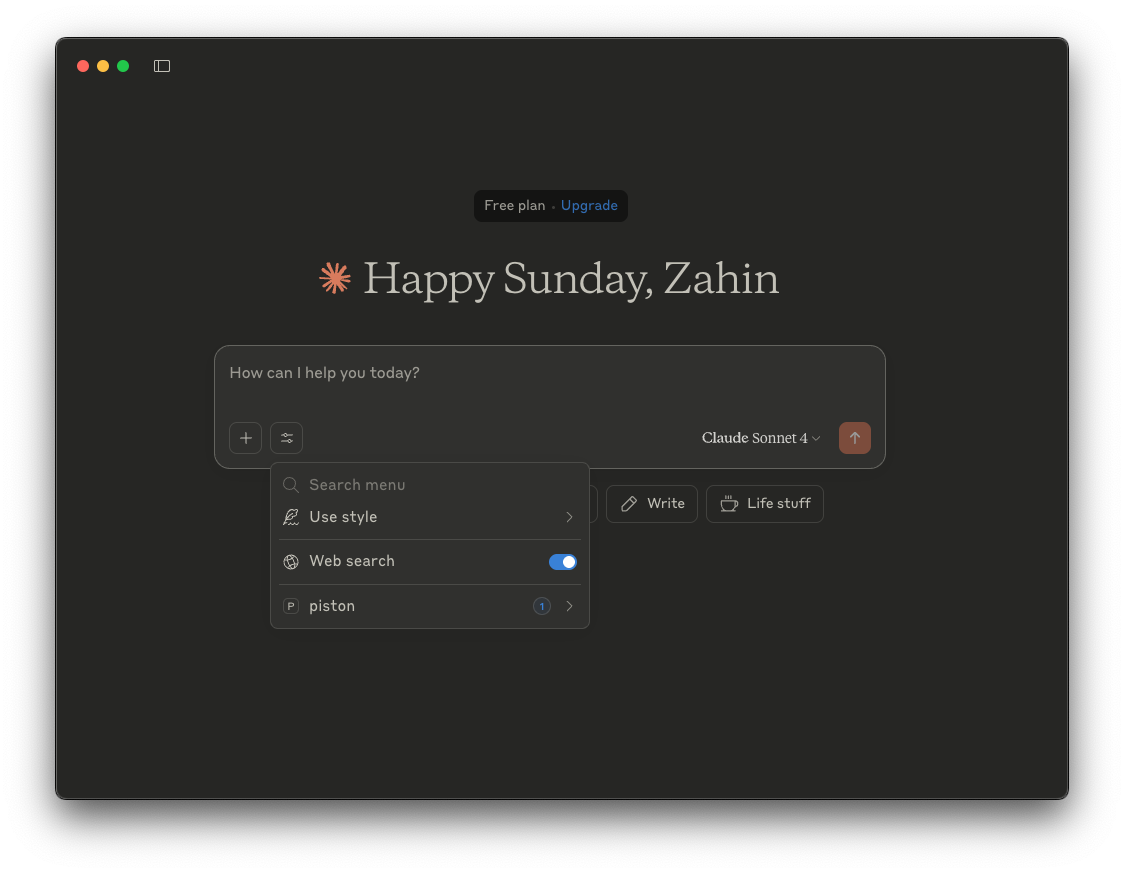 Free plan · Upgrade
Happy Sunday, Zahin
How can I help you today?
Claude Sonnet 4
Search menu
Use style
Web search
P piston 1
Write
Life stuff